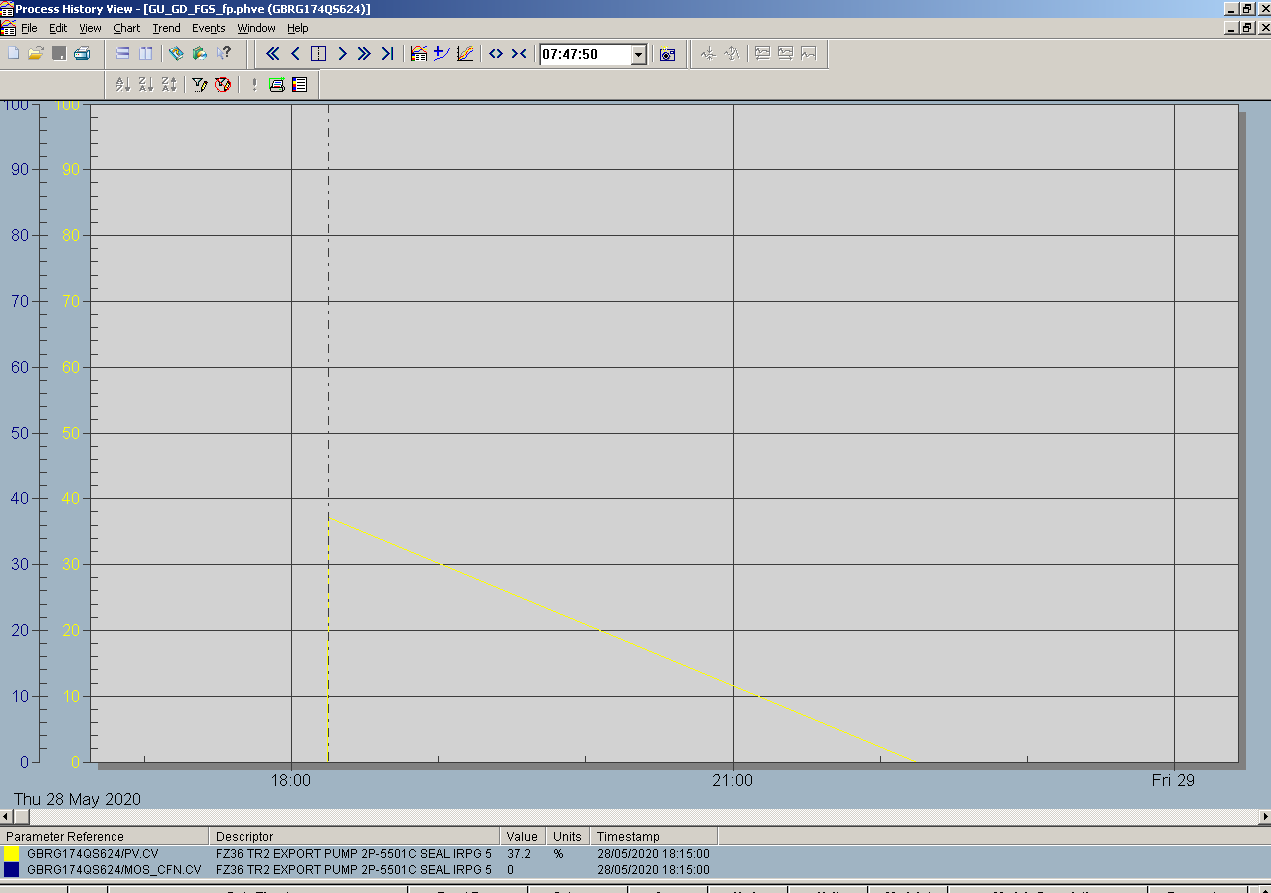 Process History View - [GU_GD_FGS_fp.phve (GBRG174QS624)]
File Edit View Chart Trend Events Window Help
07:47:50
100 100
90 90
80 80
70 70
60 60
50 50
40 40
30 30
20 20
10 10
0 0
18:00 21:00 Fri 29
Thu 28 May 2020
Parameter Reference Descriptor Value Units Timestamp
GBRG174QS624/PV.CV FZ36 TR2 EXPORT PUMP 2P-5501C SEAL IRPG 5 37.2 % 28/05/2020 18:15:00
GBRG174QS624/MOS_CFN.CV FZ36 TR2 EXPORT PUMP 2P-5501C SEAL IRPG 5 0 28/05/2020 18:15:00